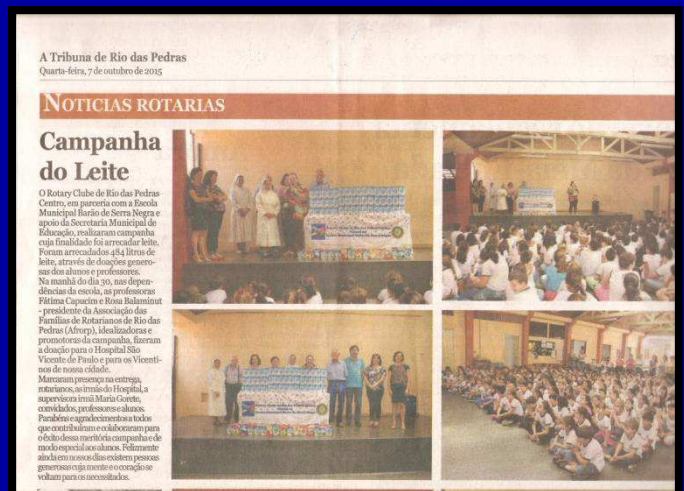 A Tribuna de Rio das Pedras
Quarta-feira, 7 de outubro de 2015
NOTICIAS ROTARIAS
Campanha
do Leite
O Rotary Clube de Rio das Pedras
Centro, em parceria com a Escola
Municipal Barão de Serra Negra e
apoio da Secretaria Municipal de
Educação, realizaram campanha
cuja finalidade foi arrecadar leite.
Foram arrecadados 484 litros de
leite, através de doações genero-
sas dos alunos e professores.
Na manhã do dia 30, nas depen-
dências da escola, as professoras
Fátima Capucim e Rosa Balaminut
- presidente da Associação das
Famílias de Rotarianos de Rio das
Pedras (Afrorp), idealizadoras e
promotoras da campanha, fizeram
a doação para o Hospital São
Vicente de Paulo e para os Vicenti-
nos de nossa cidade.
Marcaram presença na entrega,
rotarianos, as irmãs do Hospital, a
supervisora irmã Maria Gorete,
convidados, professores e alunos.
Parabéns e agradecimentos a todos
que contribuíram e colaboraram para
o êxito dessa meritória campanha e de
modo especial aos alunos. Felizmente
ainda em nossos dias existem pessoas
generosas cuja mente e o coração se
voltam para os necessitados.